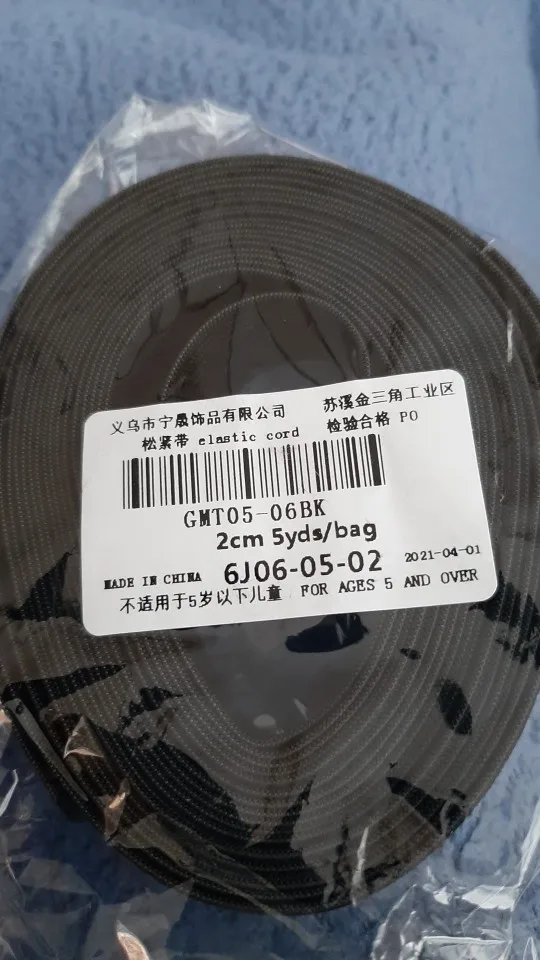 义乌市宁晟饰品有限公司 苏溪金三角工业区
松紧带 elastic cord 检验合格 PO
GMT05-06BK
2cm 5yds/bag
MADE IN CHINA 6J06-05-02 2021-04-01
不适用于5岁以下儿童 FOR AGES 5 AND OVER